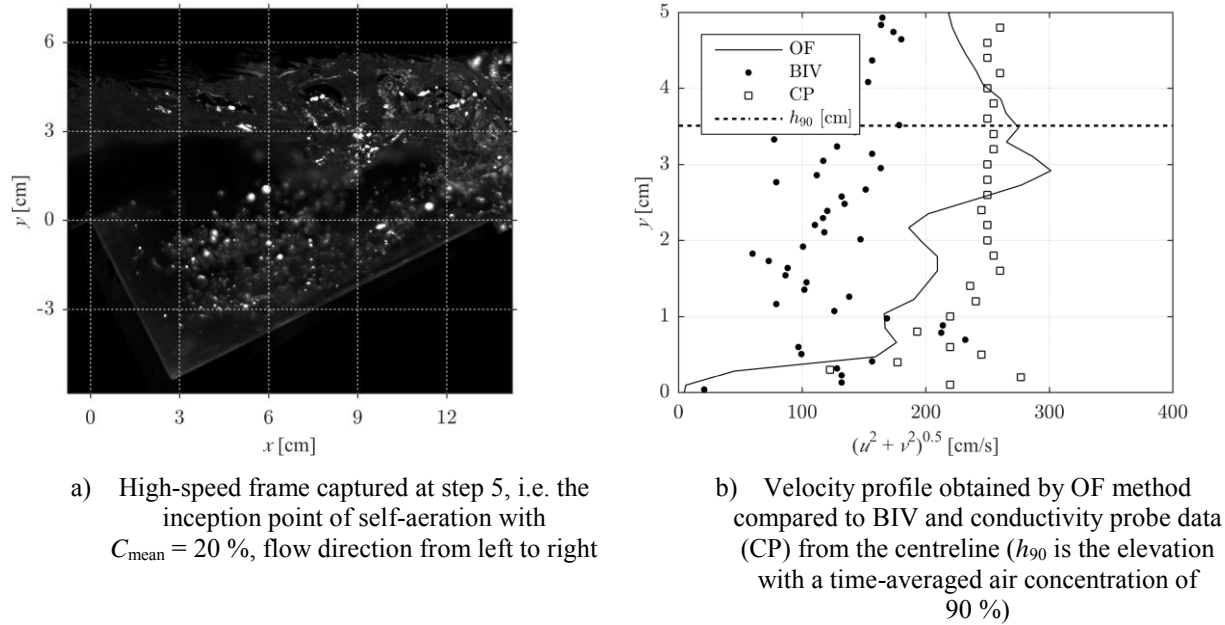 6
3
0
-3
y [cm]
0 3 6 9 12
x [cm]
a) High-speed frame captured at step 5, i.e. the
inception point of self-aeration with
Cmean = 20 %, flow direction from left to right
5
4
3
2
1
0
y [cm]
OF
BIV
CP
h90 [cm]
0 100 200 300 400
(u² + v²)^0.5 [cm/s]
b) Velocity profile obtained by OF method
compared to BIV and conductivity probe data
(CP) from the centreline (h90 is the elevation
with a time-averaged air concentration of
90 %)